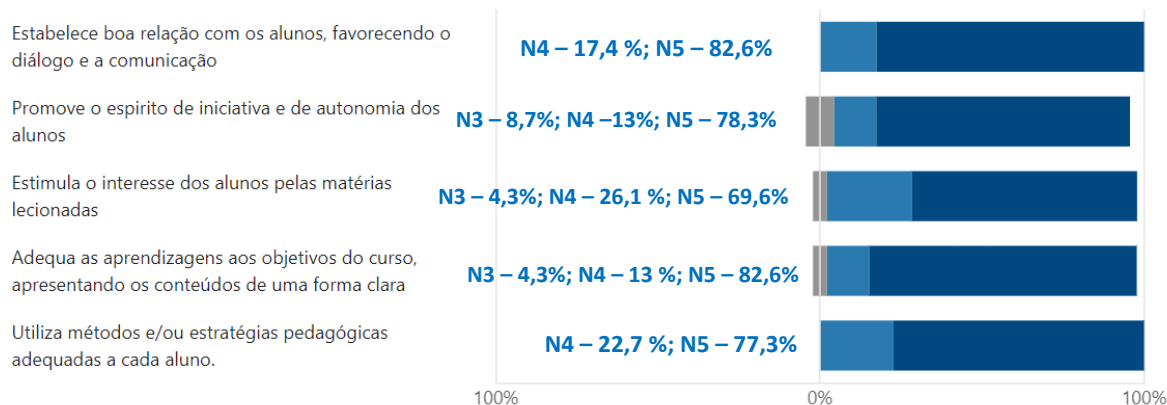 Estabelece boa relação com os alunos, favorecendo o
diálogo e a comunicação
N4 – 17,4 %; N5 – 82,6%
Promove o espirito de iniciativa e de autonomia dos
alunos
N3 – 8,7%; N4 –13%; N5 – 78,3%
Estimula o interesse dos alunos pelas matérias
lecionadas
N3 – 4,3%; N4 – 26,1 %; N5 – 69,6%
Adequa as aprendizagens aos objetivos do curso,
apresentando os conteúdos de uma forma clara
N3 – 4,3%; N4 – 13 %; N5 – 82,6%
Utiliza métodos e/ou estratégias pedagógicas
adequadas a cada aluno.
N4 – 22,7 %; N5 – 77,3%
100% 0% 100%